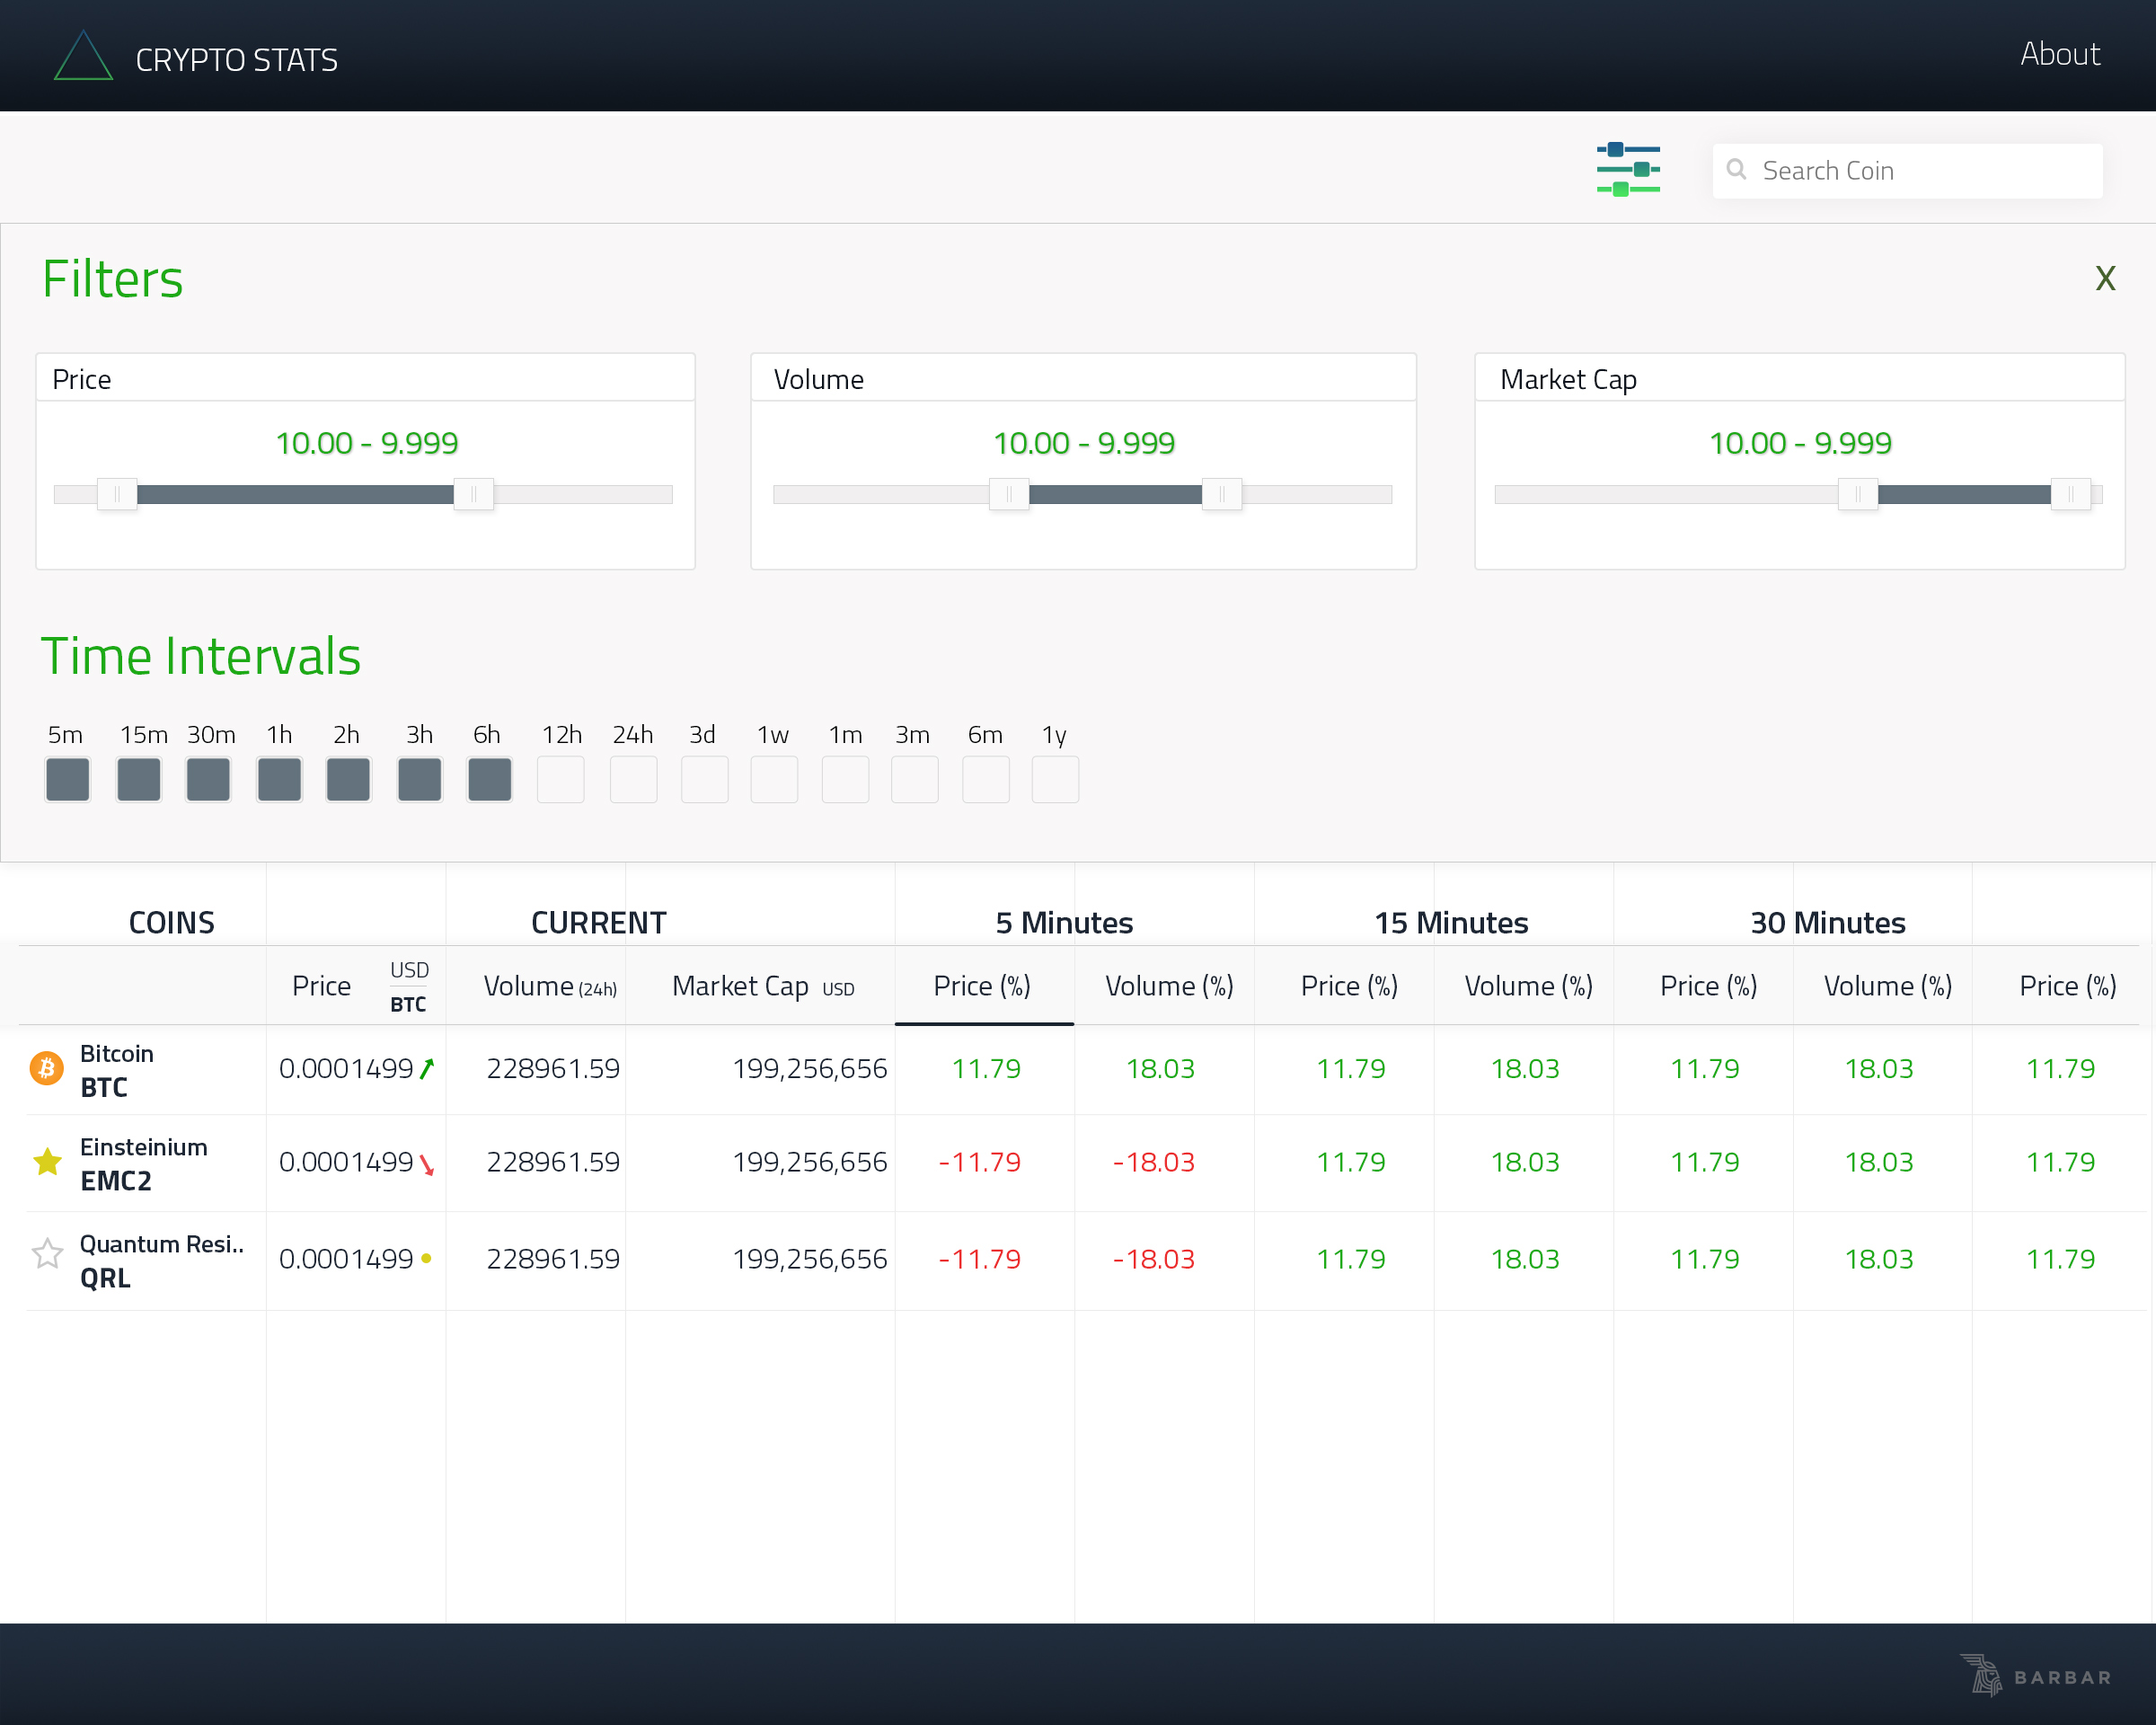 CRYPTO STATS
About
Search Coin
Filters
X
Price
Volume
Market Cap
10.00 - 9.999
10.00 - 9.999
10.00 - 9.999
Time Intervals
5m 15m 30m 1h 2h 3h 6h 12h 24h 3d 1w 1m 3m 6m 1y
COINS CURRENT 5 Minutes 15 Minutes 30 Minutes
Price USD BTC Volume (24h) Market Cap USD Price (%) Volume (%) Price (%) Volume (%) Price (%) Volume (%) Price (%)
Bitcoin
BTC
0.0001499 228961.59 199,256,656 11.79 18.03 11.79 18.03 11.79 18.03 11.79
Einsteinium
EMC2
0.0001499 228961.59 199,256,656 -11.79 -18.03 11.79 18.03 11.79 18.03 11.79
Quantum Resi..
QRL
0.0001499 228961.59 199,256,656 -11.79 -18.03 11.79 18.03 11.79 18.03 11.79
BARBAR